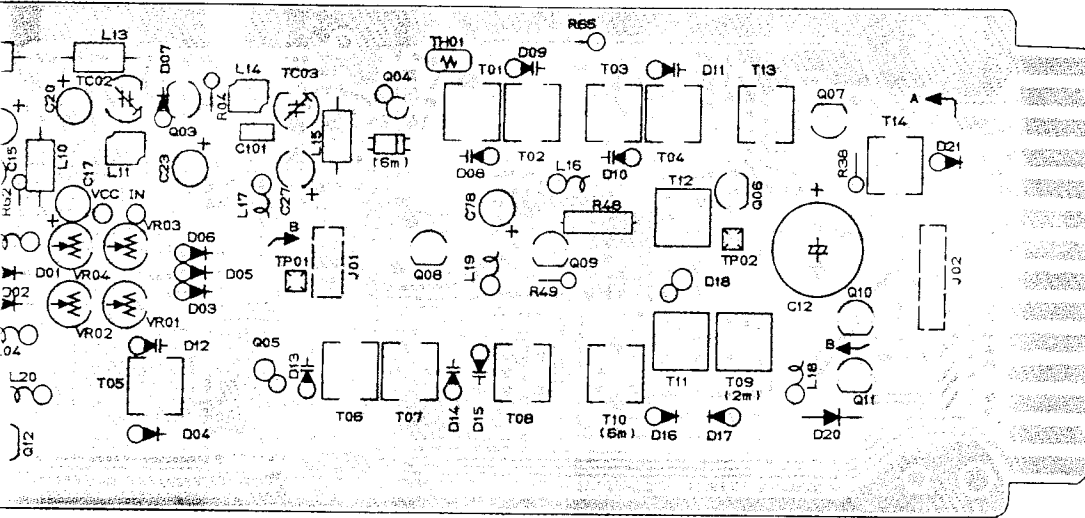 L13
TC02
D07
L14
TC03
Q04
TH01
T01
D09
R65
T03
D11
T13
Q07
A
T14
D21
C20
Q03
R04
C101
L15
(6m)
D08
T02
L16
D10
T04
T12
Q06
R38
C15
L10
L11
C23
C17
VCC IN
L17
C27
C78
R48
R62
VR03
D06
B
TP01
J01
Q08
L19
Q09
R49
TP02
D18
C12
J02
D01
VR04
D05
D02
D03
VR02
VR01
Q10
B
D12
Q05
D13
L18
Q11
L20
T05
T06
T07
D14
D15
T08
T10
(6m)
T11
T09
(2m)
D16
D17
D20
Q12
D04